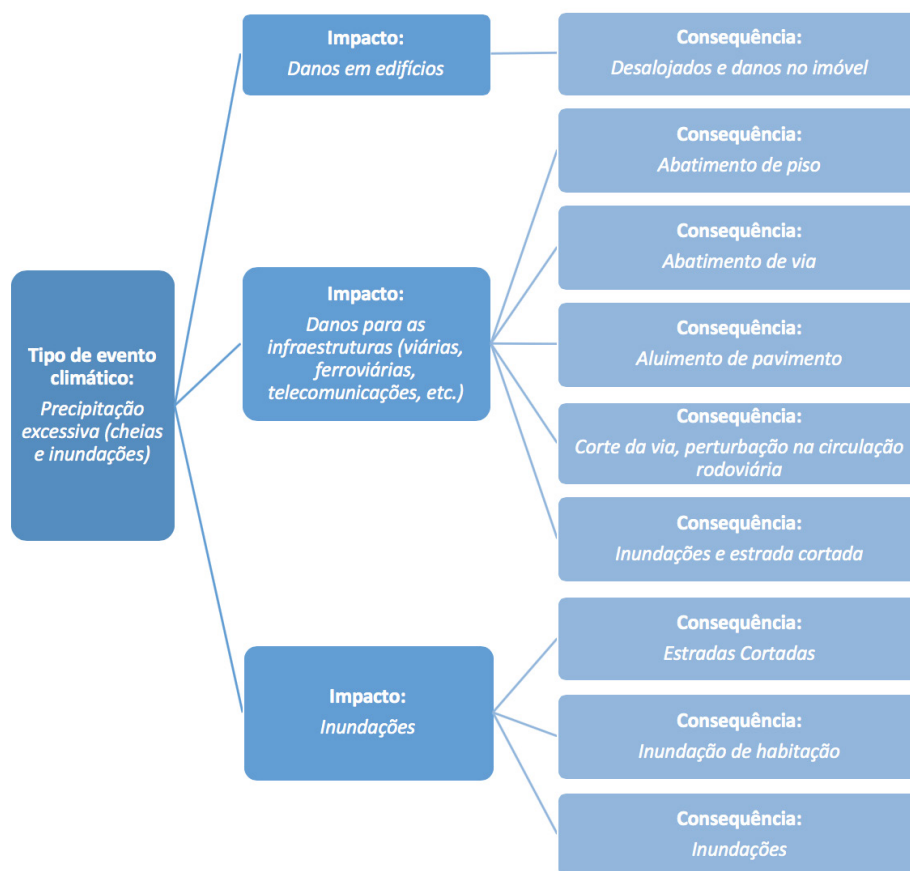 Tipo de evento
climático:
Precipitação
excessiva (cheias
e inundações)
Impacto:
Danos em edifícios
Consequência:
Desalojados e danos no imóvel
Impacto:
Danos para as
infraestruturas (viárias,
ferroviárias,
telecomunicações, etc.)
Consequência:
Abatimento de piso
Consequência:
Abatimento de via
Consequência:
Aluimento de pavimento
Consequência:
Corte da via, perturbação na circulação
rodoviária
Consequência:
Inundações e estrada cortada
Impacto:
Inundações
Consequência:
Estradas Cortadas
Consequência:
Inundação de habitação
Consequência:
Inundações